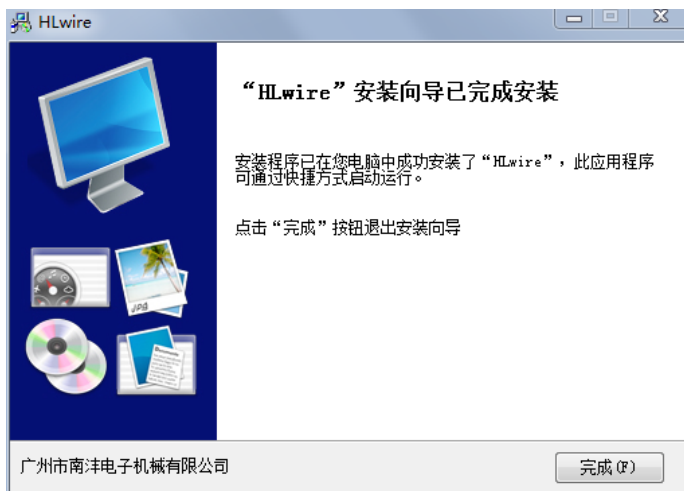 HLwire
“HLwire”安装向导已完成安装
安装程序已在您电脑中成功安装了“HLwire”，此应用程序
可通过快捷方式启动运行。
点击“完成”按钮退出安装向导
JPG
Documents
广州市南沣电子机械有限公司
完成(F)